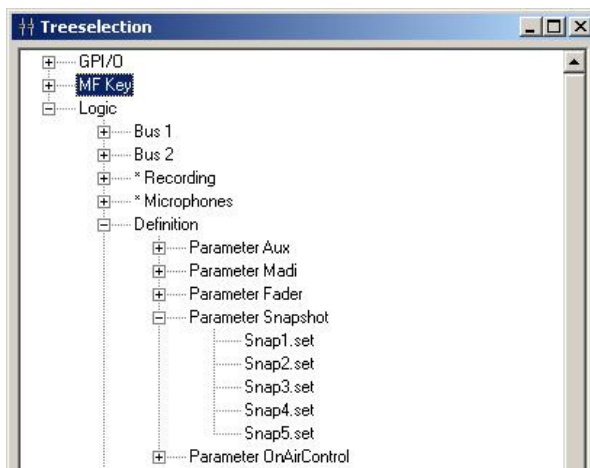 Treeselection
GPI/O
MF Key
Logic
Bus 1
Bus 2
* Recording
* Microphones
Definition
Parameter Aux
Parameter Madi
Parameter Fader
Parameter Snapshot
Snap1.set
Snap2.set
Snap3.set
Snap4.set
Snap5.set
Parameter OnAirControl